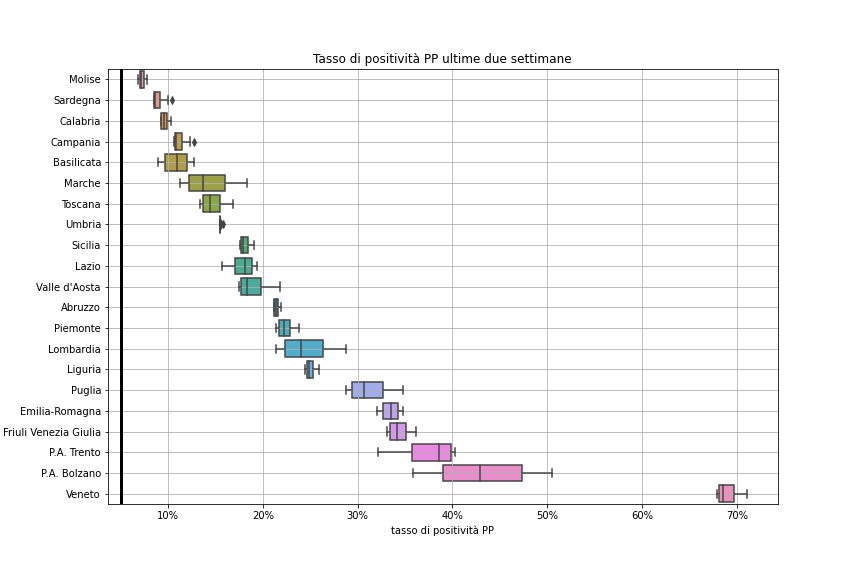 Tasso di positività PP ultime due settimane
Molise
Sardegna
Calabria
Campania
Basilicata
Marche
Toscana
Umbria
Sicilia
Lazio
Valle d'Aosta
Abruzzo
Piemonte
Lombardia
Liguria
Puglia
Emilia-Romagna
Friuli Venezia Giulia
P.A. Trento
P.A. Bolzano
Veneto
10% 20% 30% 40% 50% 60% 70%
tasso di positività PP